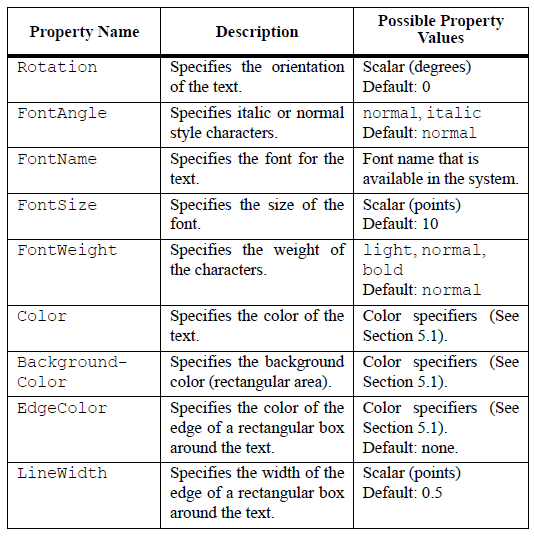 Property Name
Description
Possible Property
Values
Rotation
Specifies the orientation
of the text.
Scalar (degrees)
Default: 0
FontAngle
Specifies italic or normal
style characters.
normal, italic
Default: normal
FontName
Specifies the font for the
text.
Font name that is
available in the system.
FontSize
Specifies the size of the
font.
Scalar (points)
Default: 10
FontWeight
Specifies the weight of
the characters.
light, normal,
bold
Default: normal
Color
Specifies the color of the
text.
Color specifiers (See
Section 5.1).
Background-
Color
Specifies the background
color (rectangular area).
Color specifiers (See
Section 5.1).
EdgeColor
Specifies the color of the
edge of a rectangular box
around the text.
Color specifiers (See
Section 5.1).
Default: none.
LineWidth
Specifies the width of the
edge of a rectangular box
around the text.
Scalar (points)
Default: 0.5